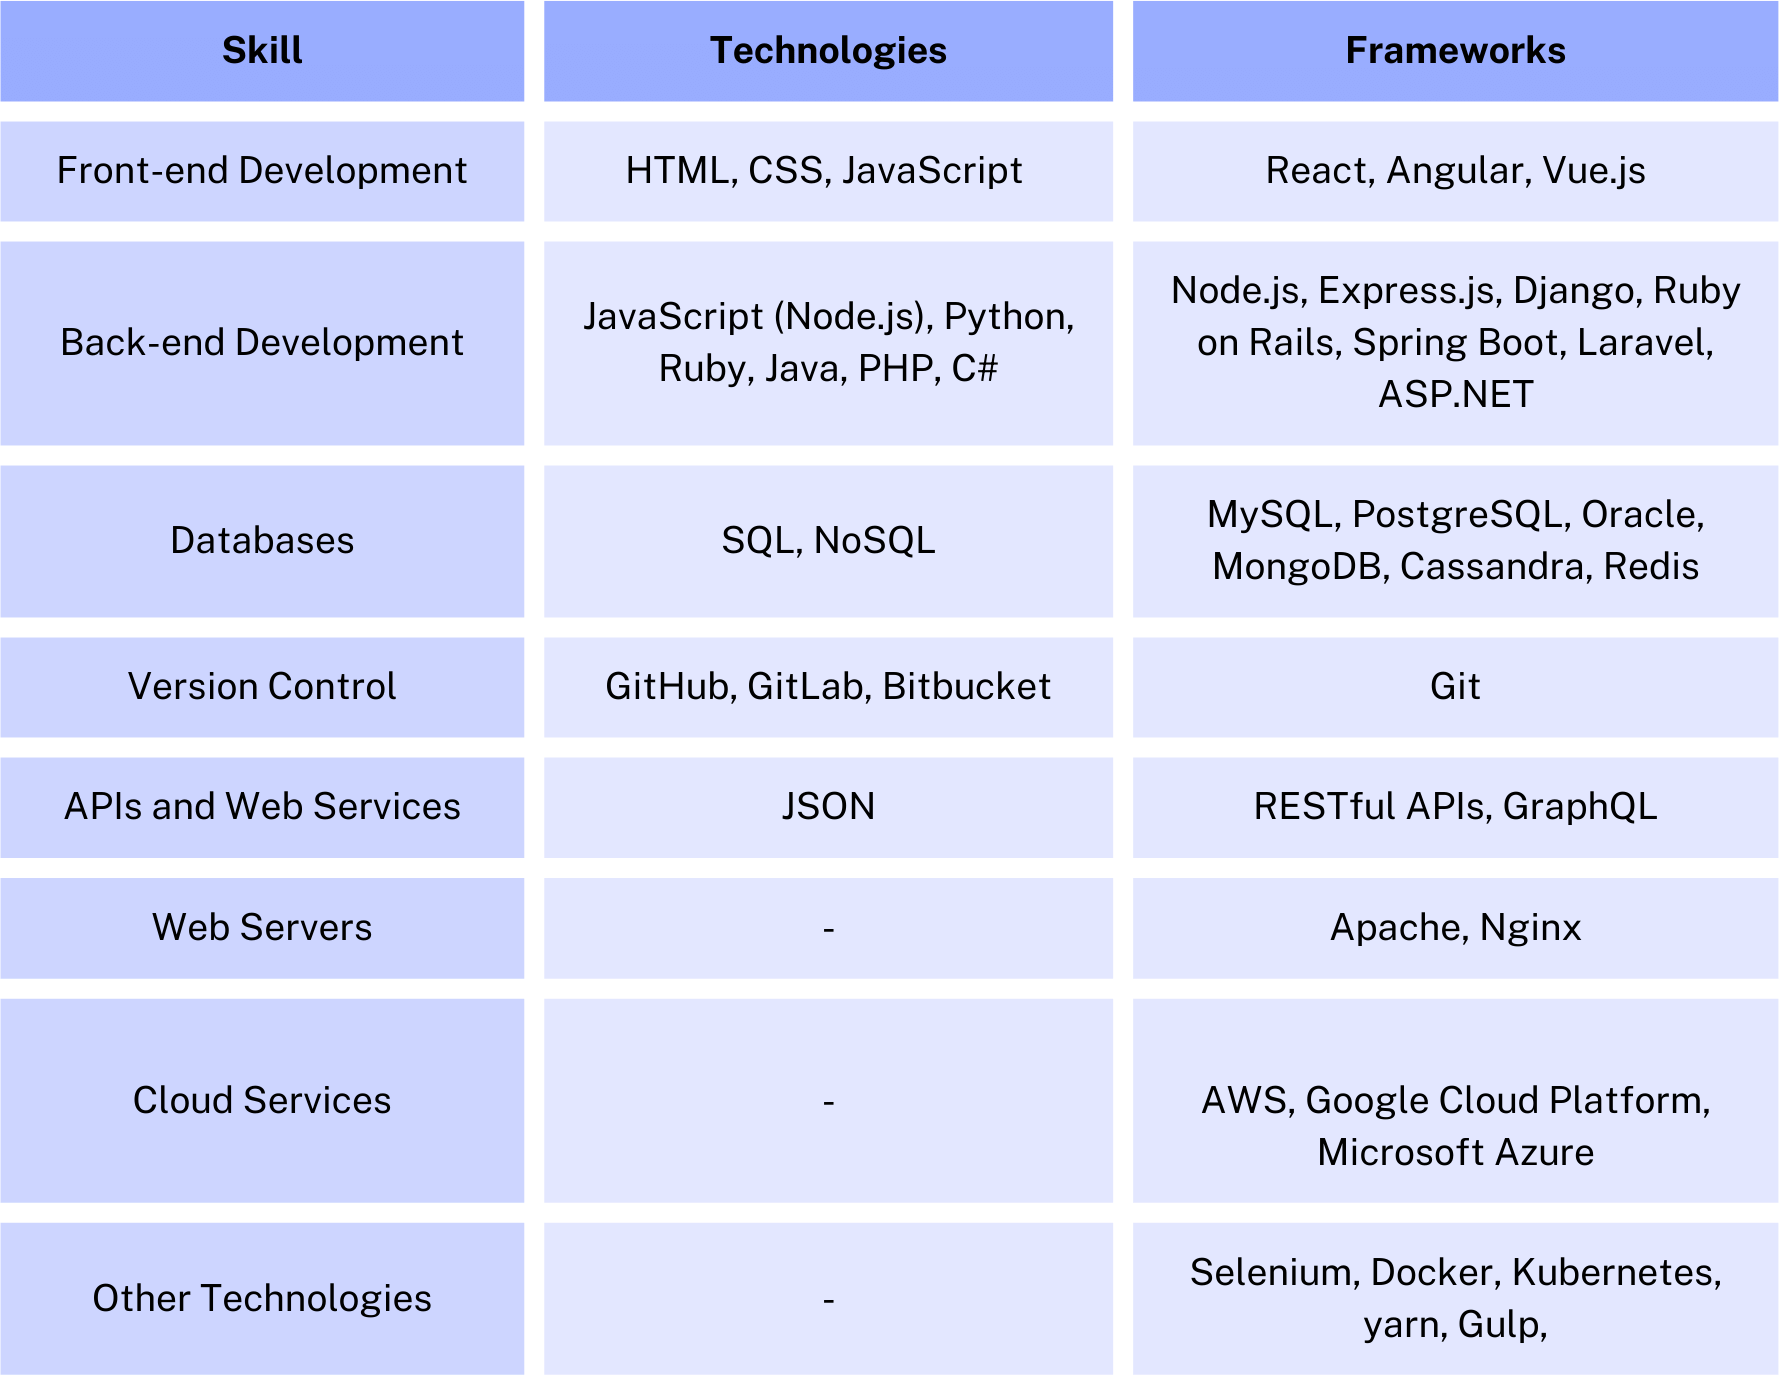 Skill
Technologies
Frameworks
Front-end Development
HTML, CSS, JavaScript
React, Angular, Vue.js
Back-end Development
JavaScript (Node.js), Python,
Ruby, Java, PHP, C#
Node.js, Express.js, Django, Ruby
on Rails, Spring Boot, Laravel,
ASP.NET
Databases
SQL, NoSQL
MySQL, PostgreSQL, Oracle,
MongoDB, Cassandra, Redis
Version Control
GitHub, GitLab, Bitbucket
Git
APIs and Web Services
JSON
RESTful APIs, GraphQL
Web Servers
-
Apache, Nginx
Cloud Services
-
AWS, Google Cloud Platform,
Microsoft Azure
Other Technologies
-
Selenium, Docker, Kubernetes,
yarn, Gulp,